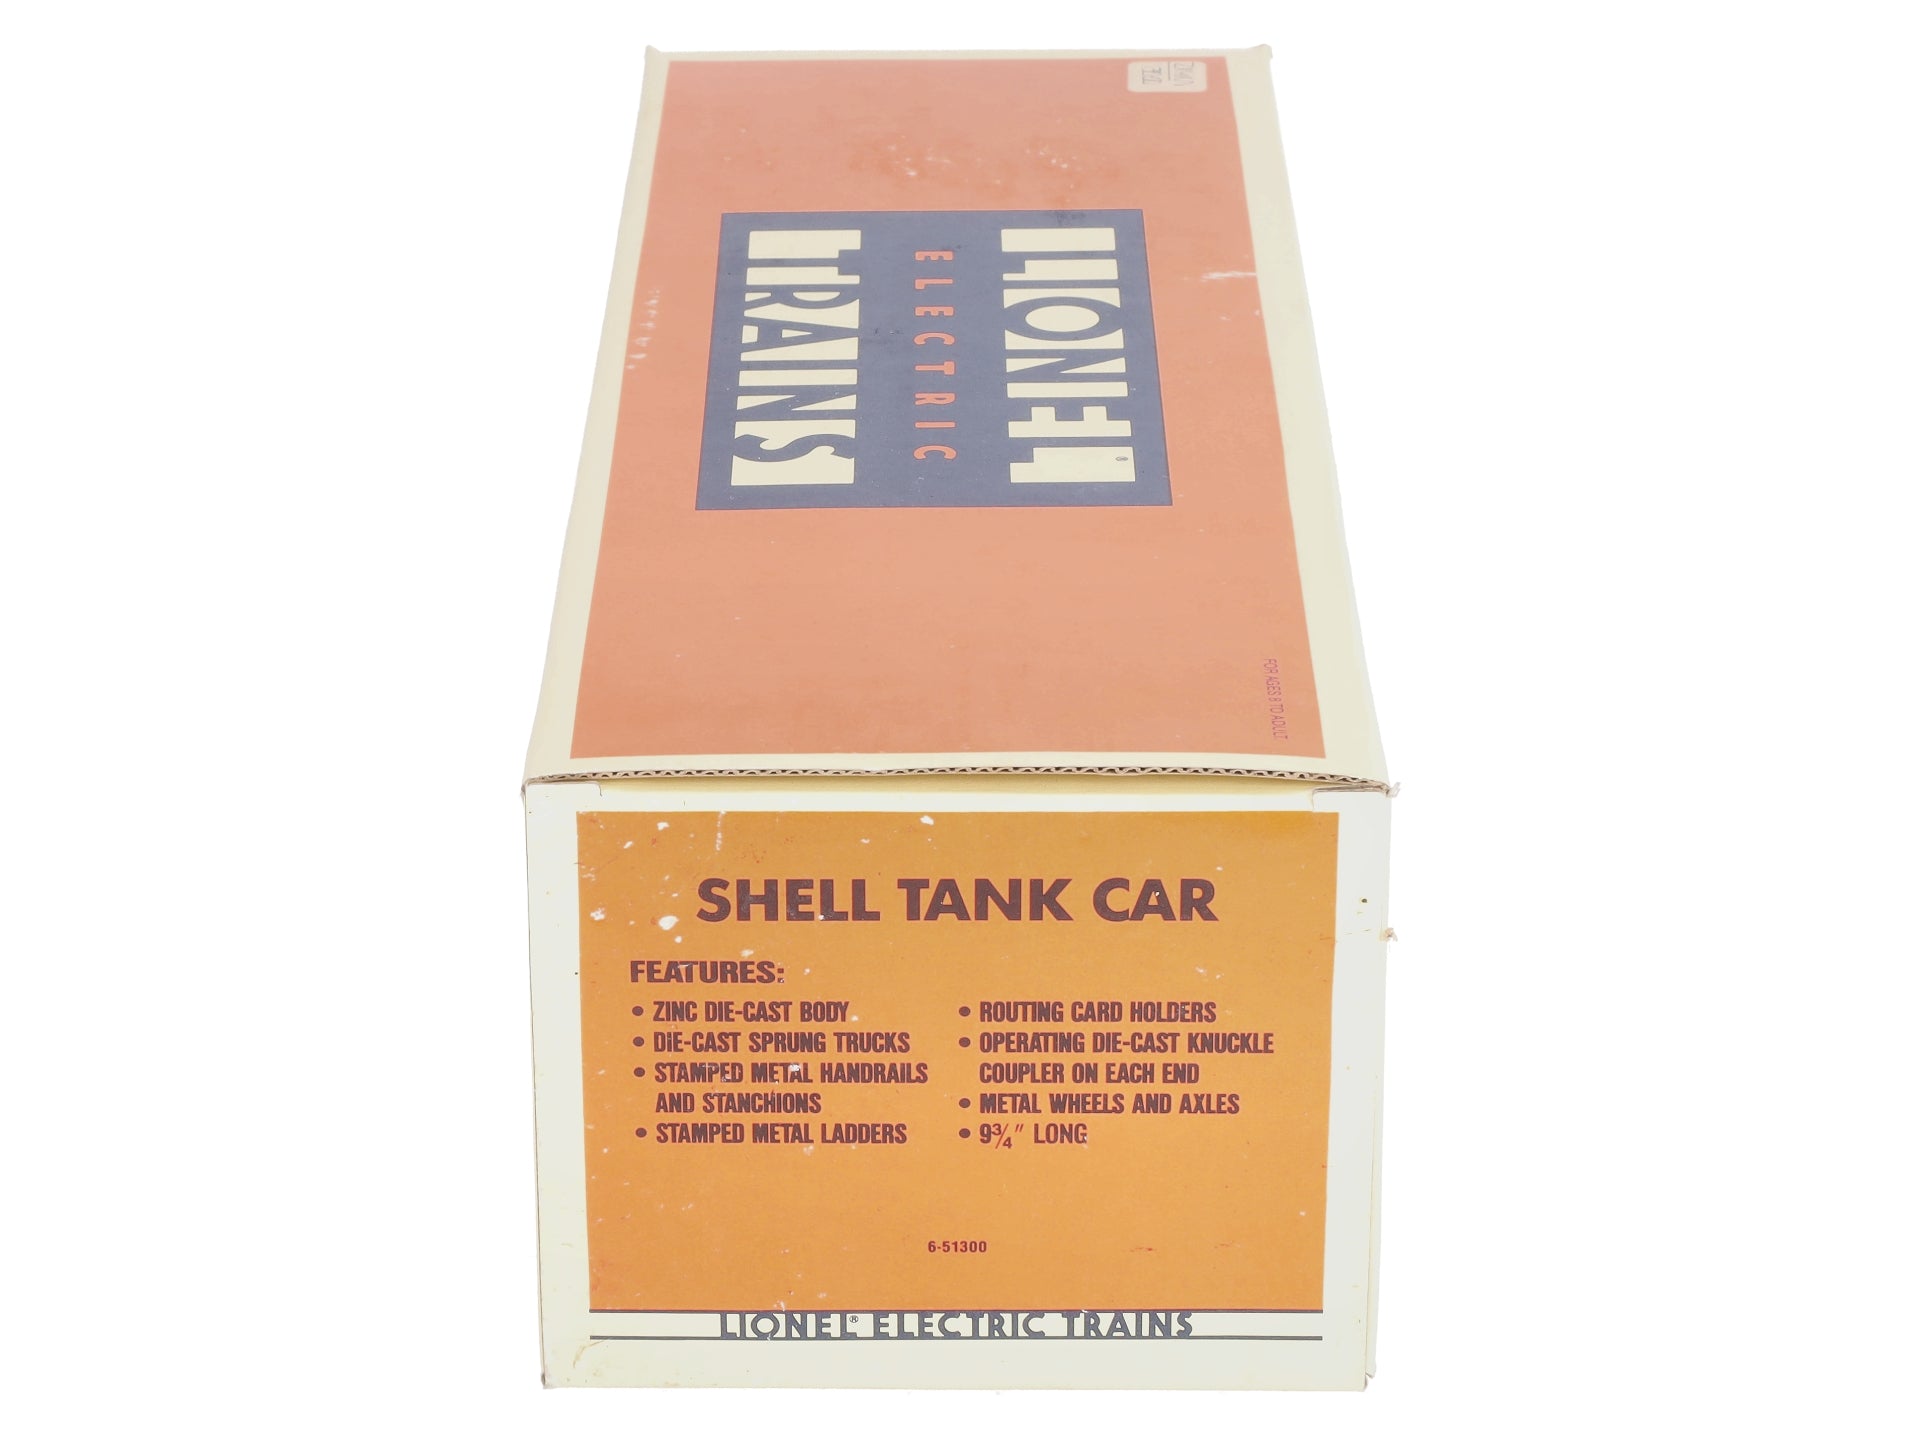 LIONEL®
ELECTRIC
TRAINS
FOR AGES 8 TO ADULT.
SHELL TANK CAR
FEATURES:
• ZINC DIE-CAST BODY
• DIE-CAST SPRUNG TRUCKS
• STAMPED METAL HANDRAILS
AND STANCHIONS
• STAMPED METAL LADDERS
• ROUTING CARD HOLDERS
• OPERATING DIE-CAST KNUCKLE
COUPLER ON EACH END
• METAL WHEELS AND AXLES
• 9 3/4" LONG
6-51300
LIONEL® ELECTRIC TRAINS